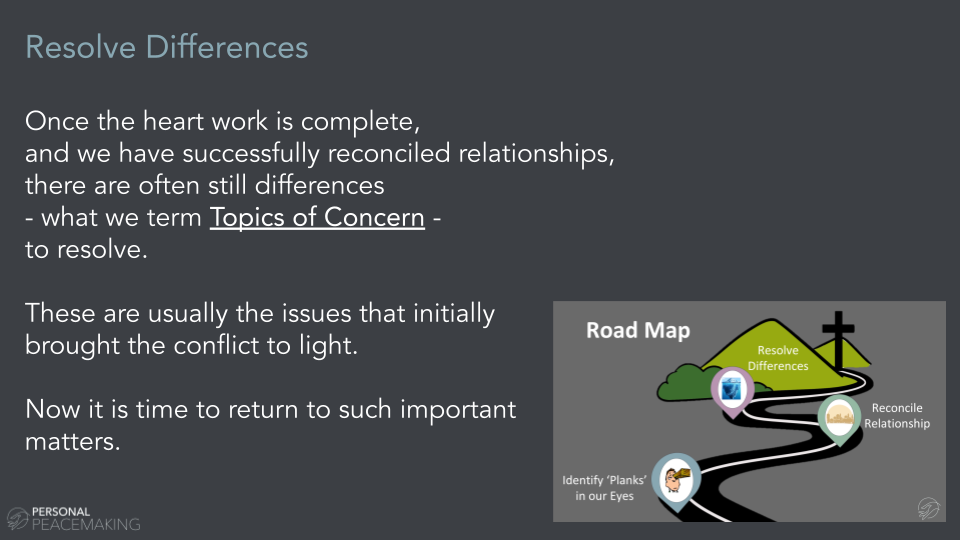 Resolve Differences
Once the heart work is complete,
and we have successfully reconciled relationships,
there are often still differences
- what we term Topics of Concern -
to resolve.
These are usually the issues that initially
brought the conflict to light.
Now it is time to return to such important
matters.
Road Map
Resolve
Differences
Reconcile
Relationship
Identify ‘Planks’
in our Eyes
PERSONAL
PEACEMAKING